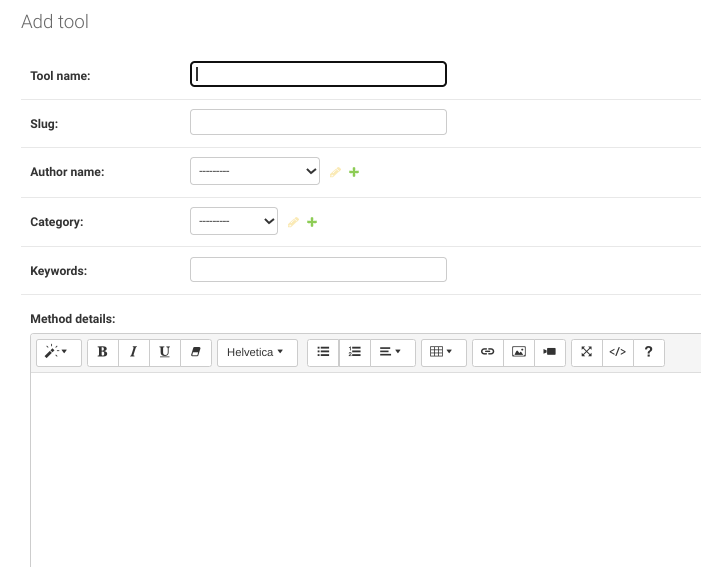 Add tool
Tool name:
Slug:
Author name: ---------
Category: ---------
Keywords:
Method details:
B I U Helvetica </> ?